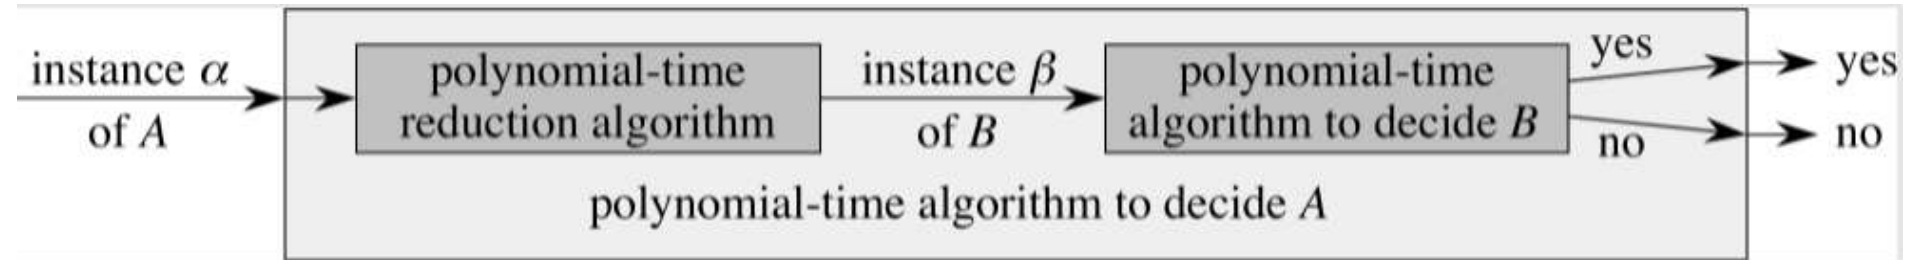 instance α
of A
polynomial-time
reduction algorithm
instance β
of B
polynomial-time
algorithm to decide B
yes
no
yes
no
polynomial-time algorithm to decide A